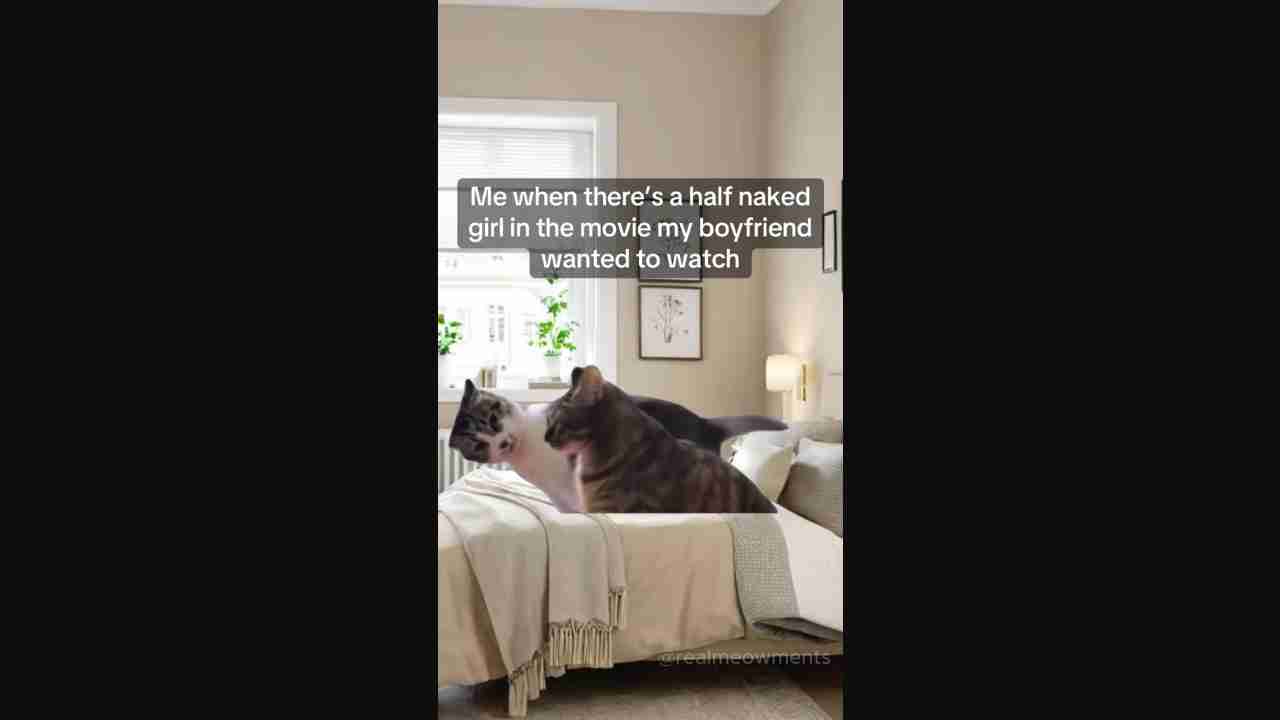 Me when there’s a half naked
girl in the movie my boyfriend
wanted to watch
@realmeowments